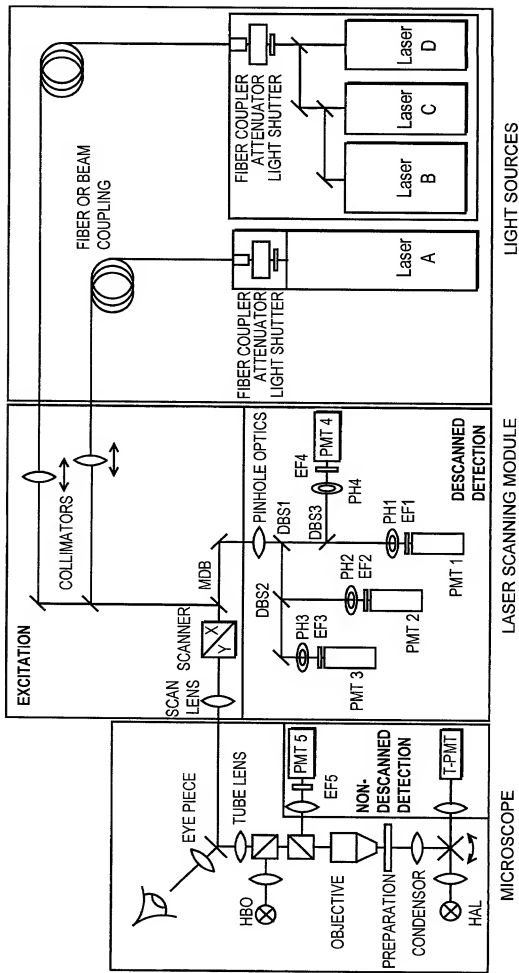 FIBER OR BEAM
COUPLING
FIBER COUPLER
ATTENUATOR
LIGHT SHUTTER
FIBER COUPLER
ATTENUATOR
LIGHT SHUTTER
Laser
A
Laser
B
Laser
C
Laser
D
LIGHT SOURCES
EXCITATION
COLLIMATORS
MDB
SCANNER
X
Y
SCAN
LENS
PINHOLE OPTICS
DBS1
DBS2
DBS3
PH4
EF4
PMT 4
PH3
EF3
PMT 3
PH2
EF2
PMT 2
PH1
EF1
PMT 1
DESCANNED
DETECTION
LASER SCANNING MODULE
EYE PIECE
TUBE LENS
HBO
EF5
PMT 5
OBJECTIVE
PREPARATION
CONDENSOR
HAL
NON-
DESCANNED
DETECTION
T-PMT
MICROSCOPE